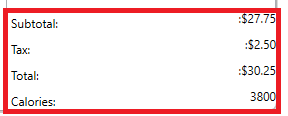 Subtotal: :$27.75
Tax: :$2.50
Total: :$30.25
Calories: 3800